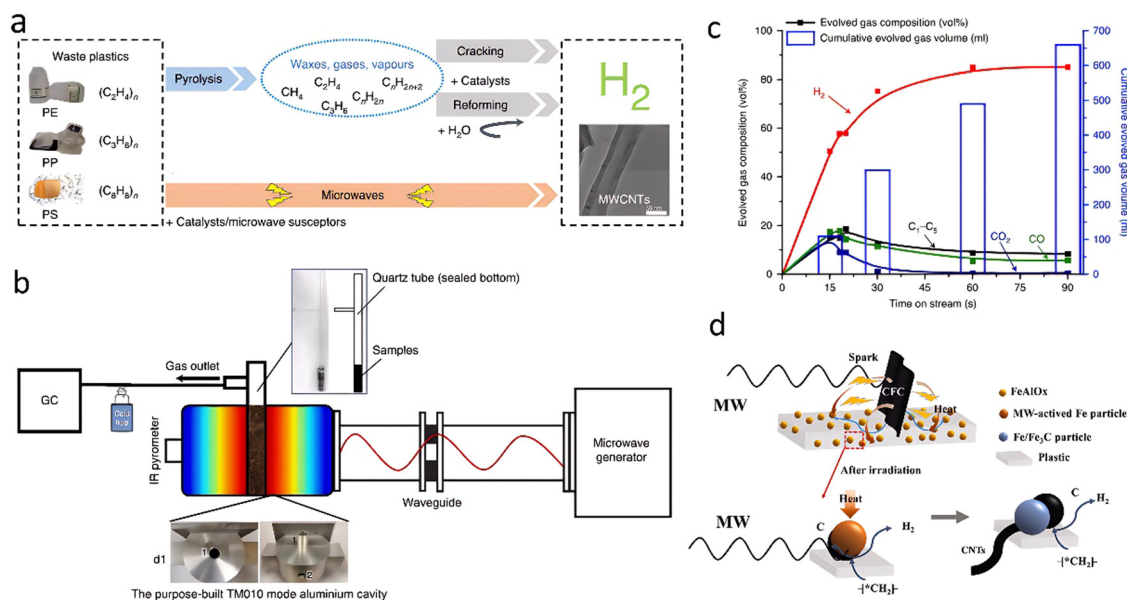 a
Waste plastics
PE
(C2H4)n
PP
(C3H6)n
PS
(C8H8)n
Pyrolysis
Waxes, gases, vapours
CH4
C2H4
CnH2n+2
C3H6
CnH2n
Cracking
+ Catalysts
Reforming
+ H2O
Microwaves
+ Catalysts/microwave susceptors
H2
MWCNTs
b
Quartz tube (sealed bottom)
Samples
Gas outlet
GC
Cold trap
IR pyrometer
Waveguide
Microwave generator
d1
1
1
2
The purpose-built TM010 mode aluminium cavity
c
Evolved gas composition (vol%)
Cumulative evolved gas volume (ml)
100
80
60
40
20
0
Evolved gas composition (vol%)
H2
C1–C5
CO2
CO
0
15
30
45
60
75
90
Time on stream (s)
700
600
500
400
300
200
100
0
Cumulative evolved gas volume (ml)
d
MW
Spark
CFC
Heat
FeAlOx
MW-actived Fe particle
Fe/Fe3C particle
Plastic
After irradiation
Heat
MW
C
H2
-[*CH2]-
C
H2
CNTs
-[*CH2]-